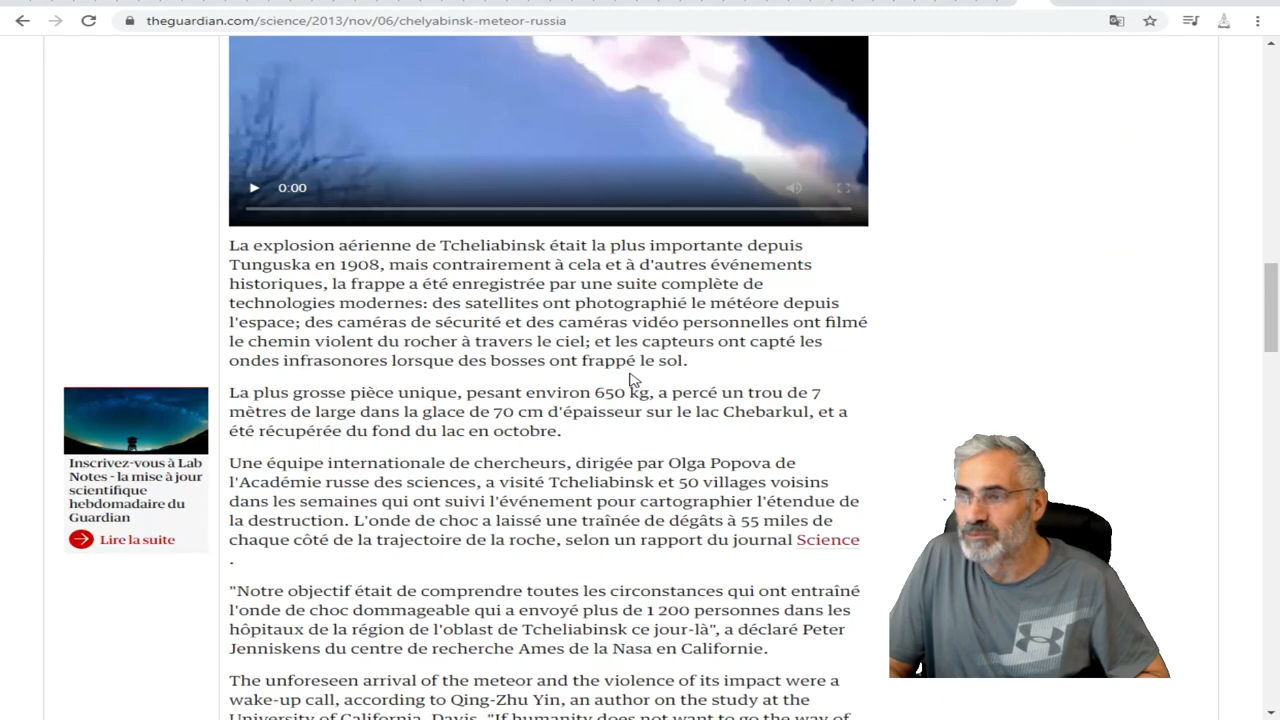 theguardian.com/science/2013/nov/06/chelyabinsk-meteor-russia
0:00
La explosion aérienne de Tcheliabinsk était la plus importante depuis
Tunguska en 1908, mais contrairement à cela et à d'autres événements
historiques, la frappe a été enregistrée par une suite complète de
technologies modernes: des satellites ont photographié le météore depuis
l'espace; des caméras de sécurité et des caméras vidéo personnelles ont filmé
le chemin violent du rocher à travers le ciel; et les capteurs ont capté les
ondes infrasonores lorsque des bosses ont frappé le sol.
La plus grosse pièce unique, pesant environ 650 kg, a percé un trou de 7
mètres de large dans la glace de 70 cm d'épaisseur sur le lac Chebarkul, et a
été récupérée du fond du lac en octobre.
Inscrivez-vous à Lab
Notes - la mise à jour
scientifique
hebdomadaire du
Guardian
Lire la suite
Une équipe internationale de chercheurs, dirigée par Olga Popova de
l'Académie russe des sciences, a visité Tcheliabinsk et 50 villages voisins
dans les semaines qui ont suivi l'événement pour cartographier l'étendue de
la destruction. L'onde de choc a laissé une traînée de dégâts à 55 miles de
chaque côté de la trajectoire de la roche, selon un rapport du journal Science
.
"Notre objectif était de comprendre toutes les circonstances qui ont entraîné
l'onde de choc dommageable qui a envoyé plus de 1 200 personnes dans les
hôpitaux de la région de l'oblast de Tcheliabinsk ce jour-là", a déclaré Peter
Jenniskens du centre de recherche Ames de la Nasa en Californie.
The unforeseen arrival of the meteor and the violence of its impact were a
wake-up call, according to Qing-Zhu Yin, an author on the study at the
University of California, Davis. "If humanity does not want to go the way of